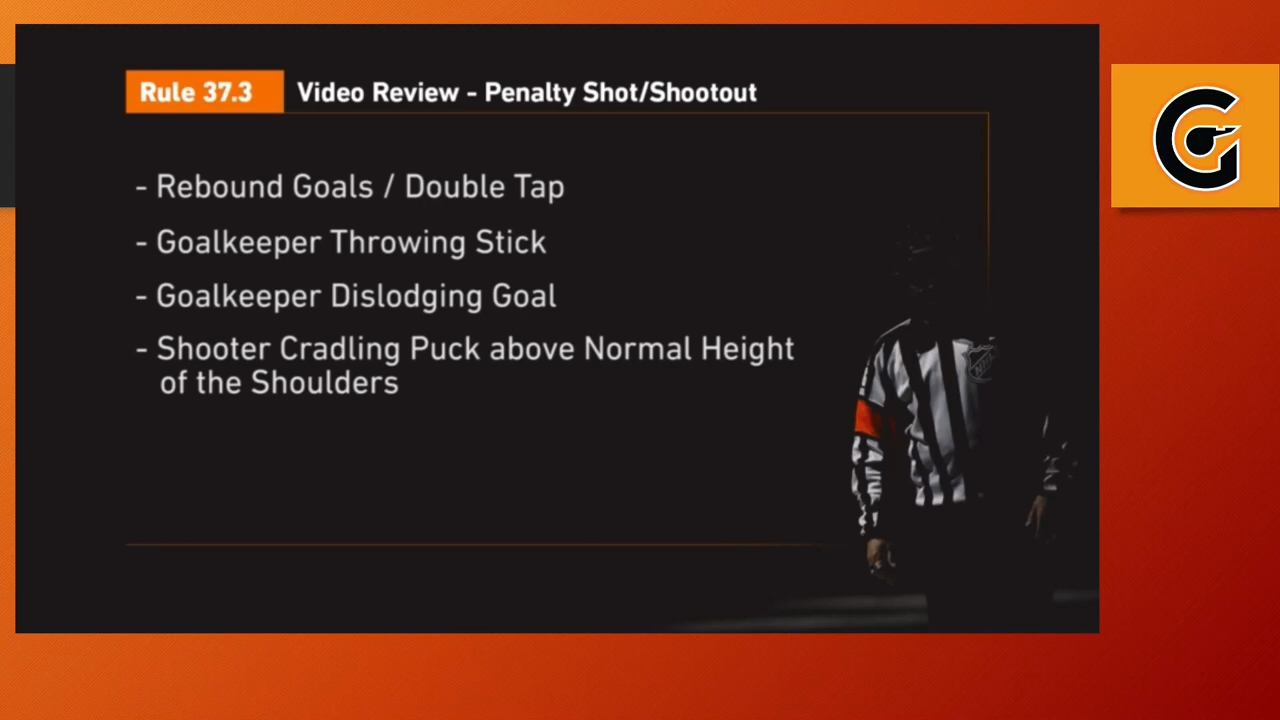 Rule 37.3 Video Review - Penalty Shot/Shootout
- Rebound Goals / Double Tap
- Goalkeeper Throwing Stick
- Goalkeeper Dislodging Goal
- Shooter Cradling Puck above Normal Height
of the Shoulders
G